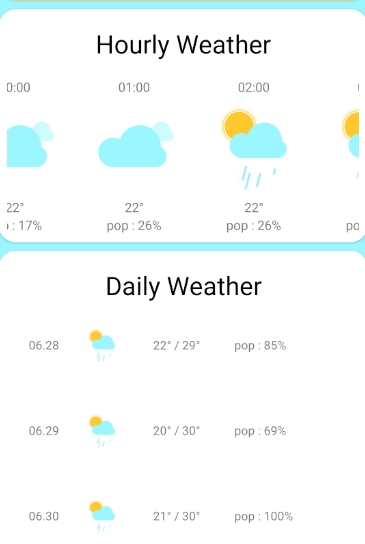 Hourly Weather
0:00 01:00 02:00
22° 22° 22°
: 17% pop : 26% pop : 26% po
Daily Weather
06.28 22° / 29° pop : 85%
06.29 20° / 30° pop : 69%
06.30 21° / 30° pop : 100%